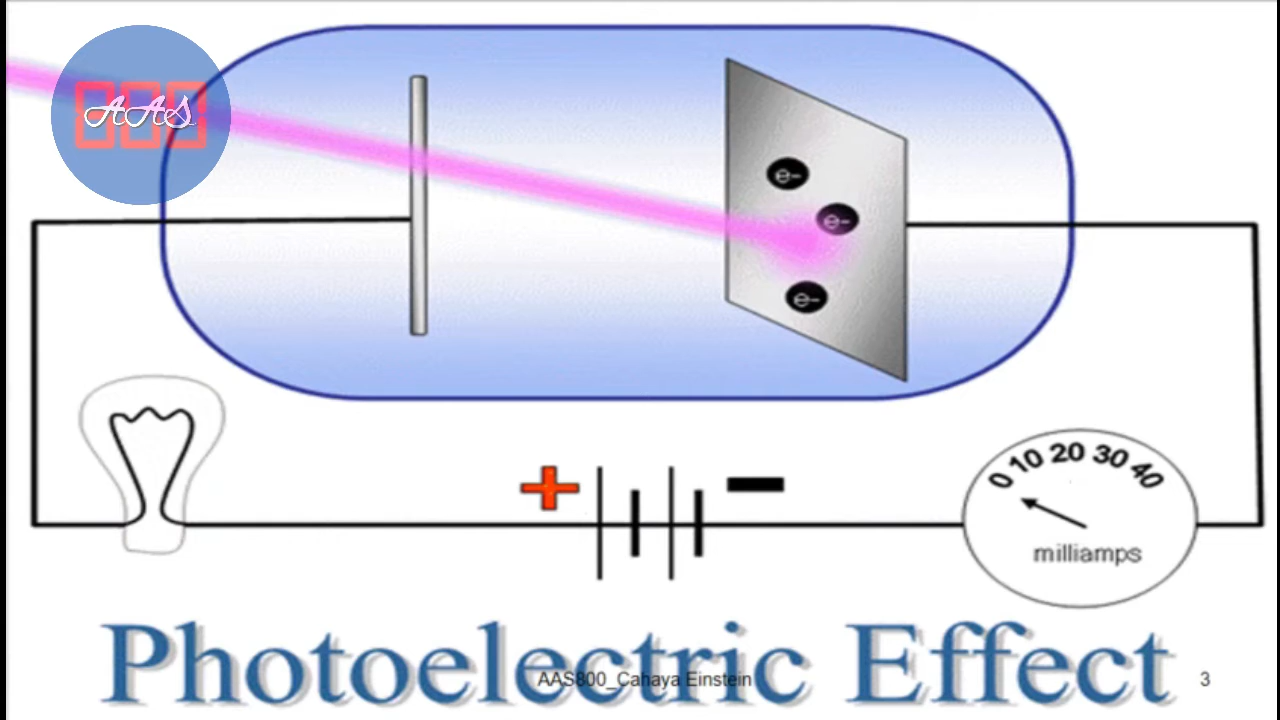 AAS
e-
e-
e-
+
-
0 10 20 30 40
milliamps
Photoelectric Effect
AAS800_Cahaya Einstein
3